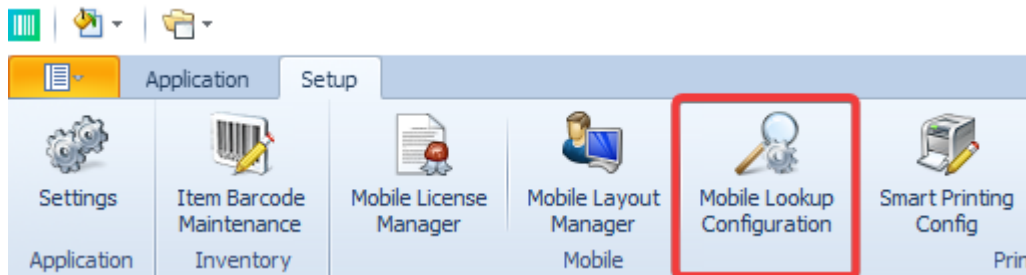 Application Setup
Settings
Item Barcode
Maintenance
Mobile License
Manager
Mobile Layout
Manager
Mobile Lookup
Configuration
Smart Printing
Config
Application Inventory Mobile Prin